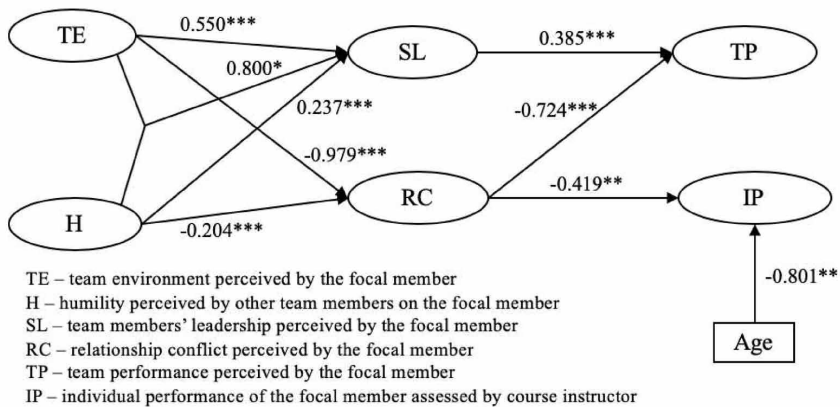 TE
0.550***
SL
0.385***
TP
0.800*
0.237***
-0.724***
-0.979***
H
-0.204***
RC
-0.419**
IP
TE – team environment perceived by the focal member
H – humility perceived by other team members on the focal member
SL – team members' leadership perceived by the focal member
RC – relationship conflict perceived by the focal member
TP – team performance perceived by the focal member
IP – individual performance of the focal member assessed by course instructor
-0.801**
Age